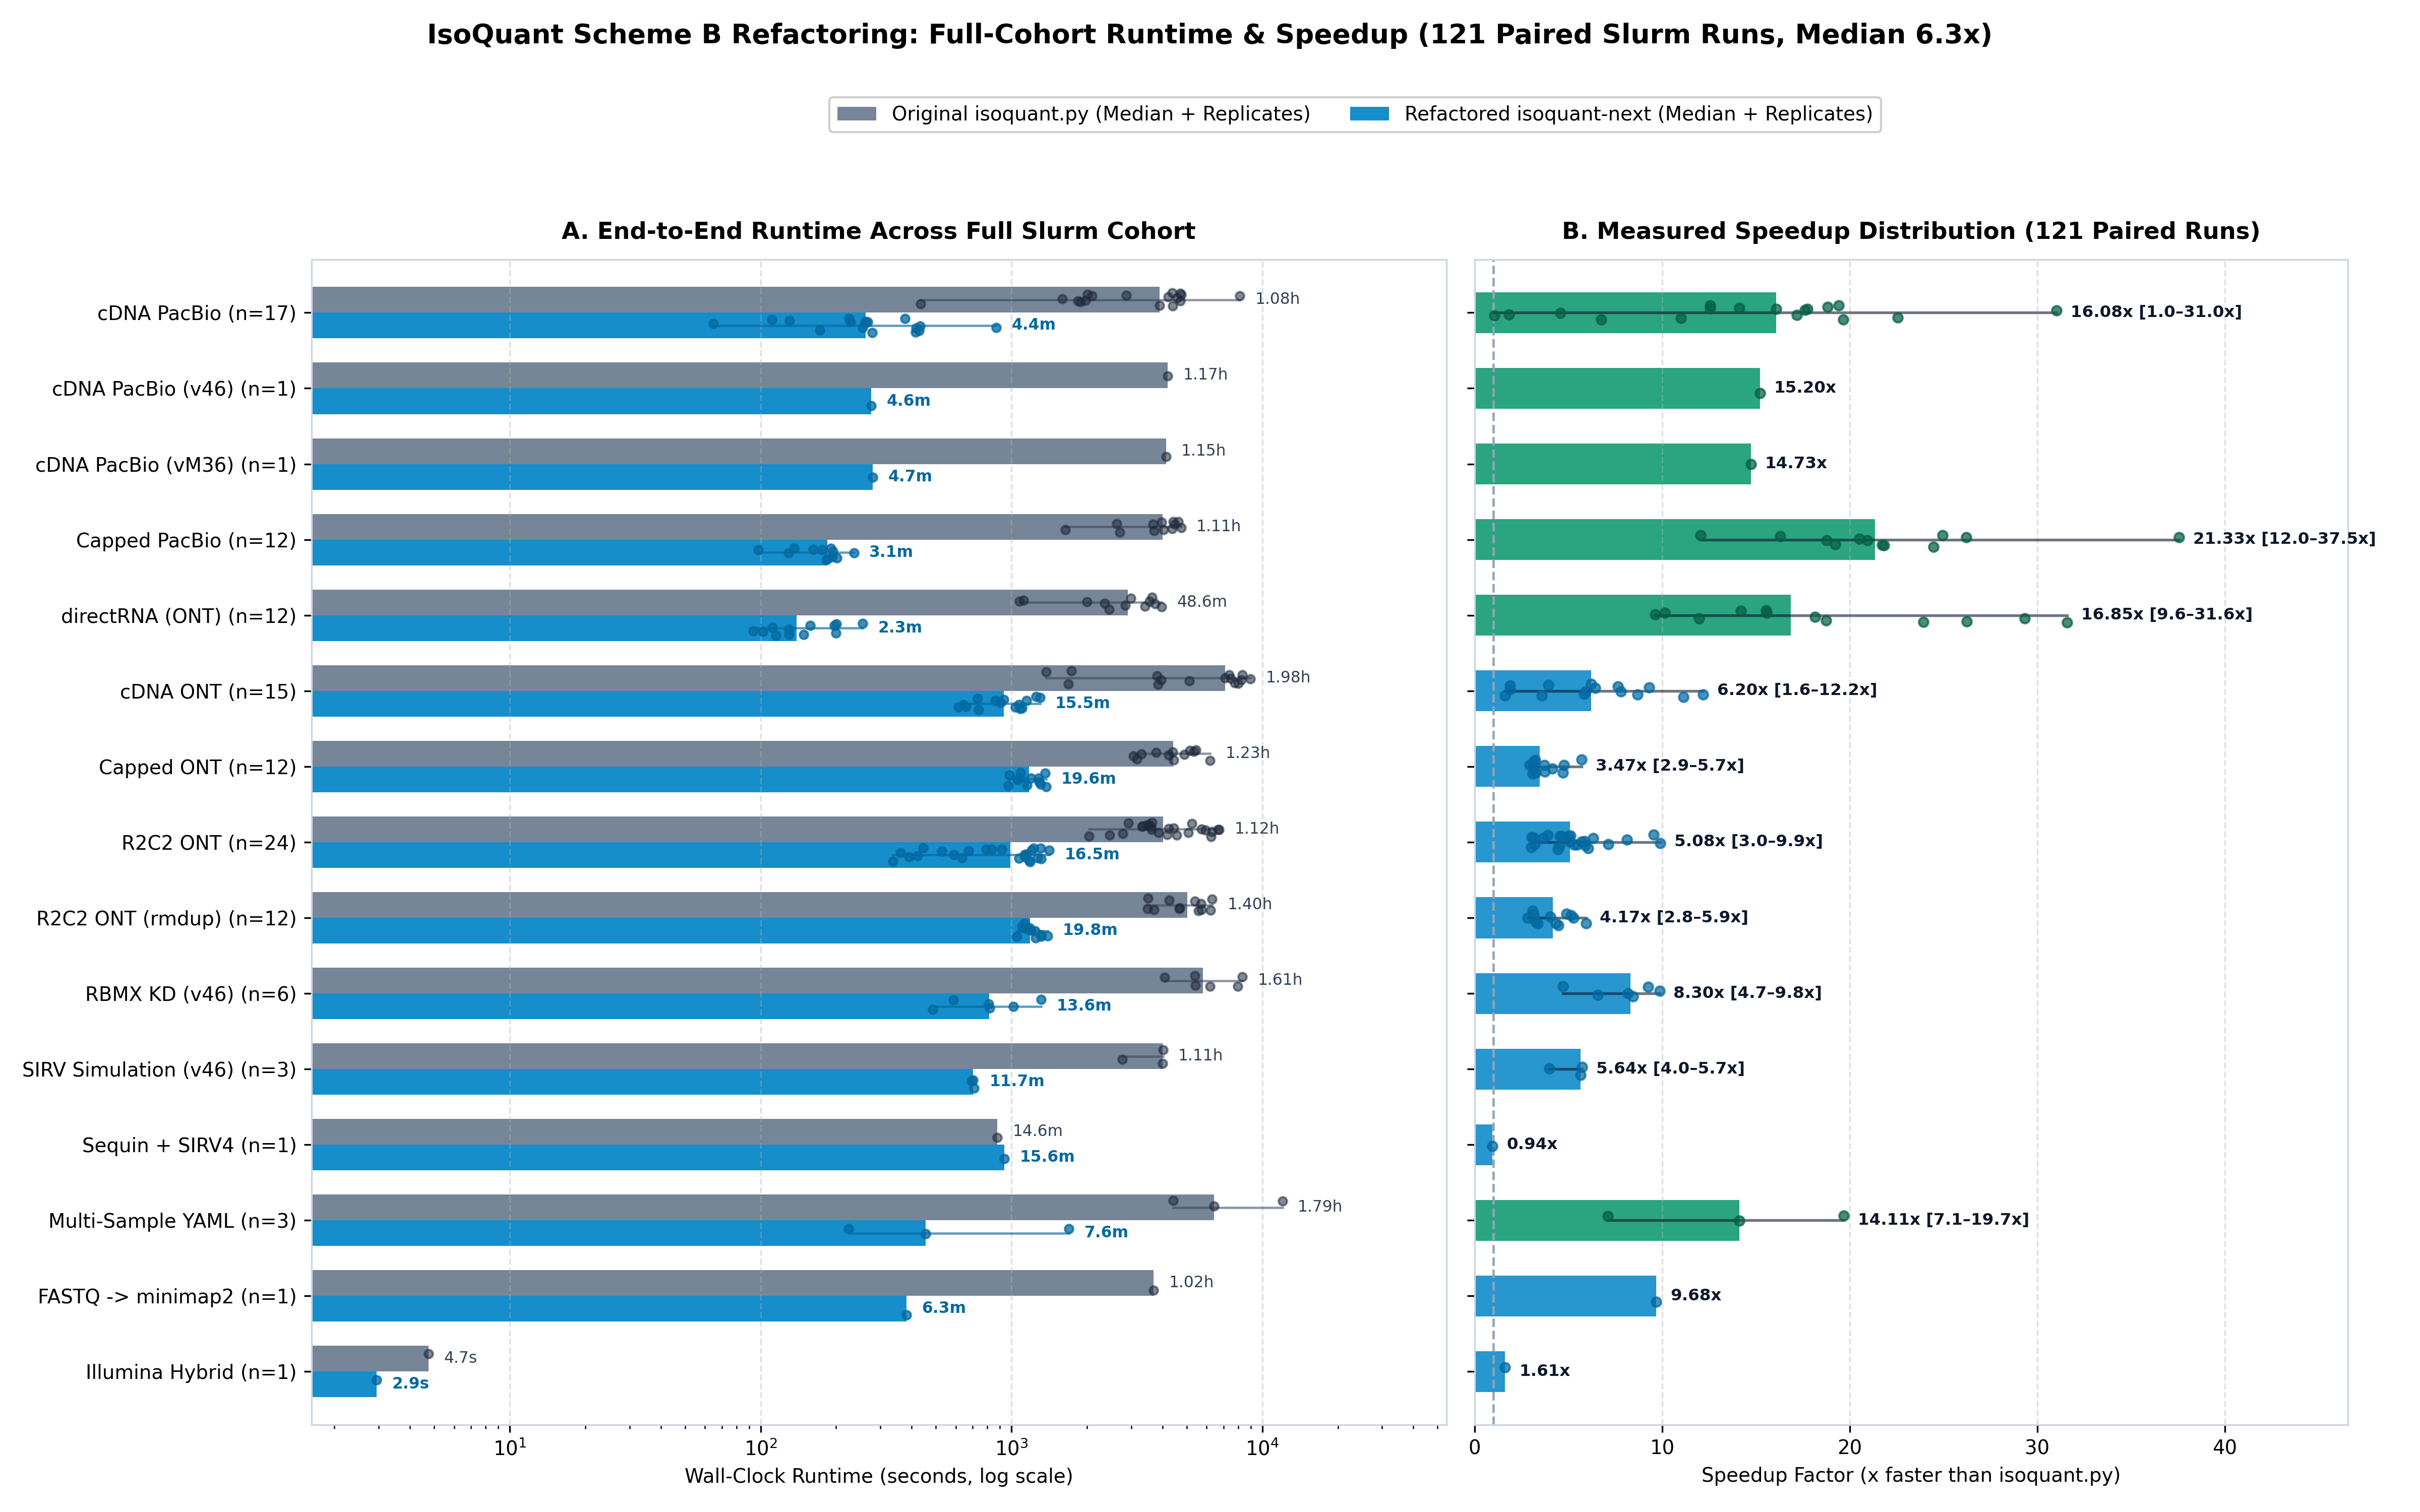 IsoQuant Scheme B Refactoring: Full-Cohort Runtime & Speedup (121 Paired Slurm Runs, Median 6.3x)
Original isoquant.py (Median + Replicates)
Refactored isoquant-next (Median + Replicates)
A. End-to-End Runtime Across Full Slurm Cohort
cDNA PacBio (n=17)
1.08h
4.4m
cDNA PacBio (v46) (n=1)
1.17h
4.6m
cDNA PacBio (vM36) (n=1)
1.15h
4.7m
Capped PacBio (n=12)
1.11h
3.1m
directRNA (ONT) (n=12)
48.6m
2.3m
cDNA ONT (n=15)
1.98h
15.5m
Capped ONT (n=12)
1.23h
19.6m
R2C2 ONT (n=24)
1.12h
16.5m
R2C2 ONT (rmdup) (n=12)
1.40h
19.8m
RBMX KD (v46) (n=6)
1.61h
13.6m
SIRV Simulation (v46) (n=3)
1.11h
11.7m
Sequin + SIRV4 (n=1)
14.6m
15.6m
Multi-Sample YAML (n=3)
1.79h
7.6m
FASTQ -> minimap2 (n=1)
1.02h
6.3m
Illumina Hybrid (n=1)
4.7s
2.9s
10¹ 10² 10³ 10⁴
Wall-Clock Runtime (seconds, log scale)
B. Measured Speedup Distribution (121 Paired Runs)
16.08x [1.0–31.0x]
15.20x
14.73x
21.33x [12.0–37.5x]
16.85x [9.6–31.6x]
6.20x [1.6–12.2x]
3.47x [2.9–5.7x]
5.08x [3.0–9.9x]
4.17x [2.8–5.9x]
8.30x [4.7–9.8x]
5.64x [4.0–5.7x]
0.94x
14.11x [7.1–19.7x]
9.68x
1.61x
0 10 20 30 40
Speedup Factor (x faster than isoquant.py)